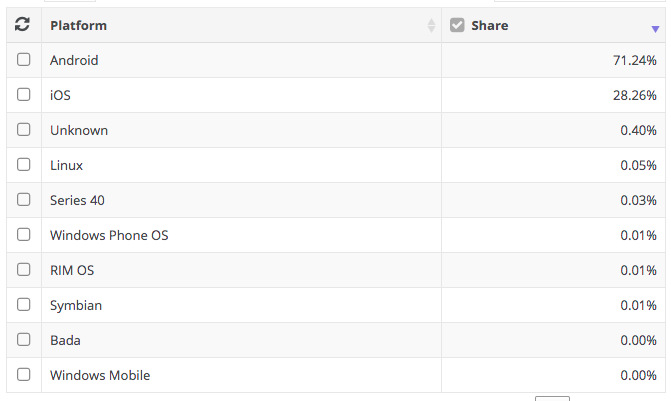 Platform Share
Android 71.24%
iOS 28.26%
Unknown 0.40%
Linux 0.05%
Series 40 0.03%
Windows Phone OS 0.01%
RIM OS 0.01%
Symbian 0.01%
Bada 0.00%
Windows Mobile 0.00%